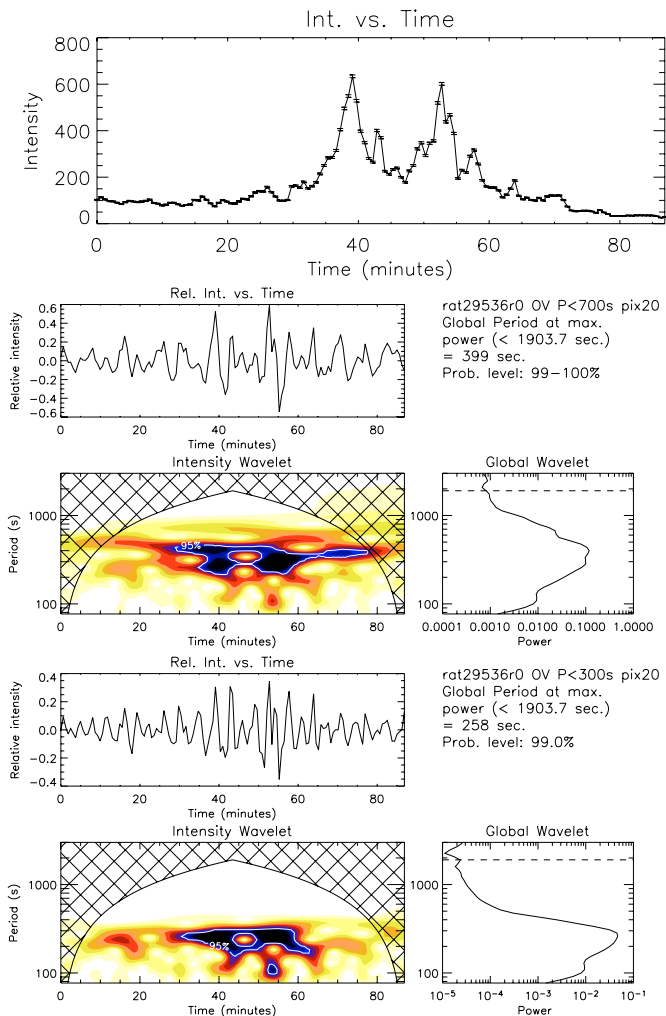 Int. vs. Time
800
600
400
200
0
Intensity
0 20 40 60 80
Time (minutes)
Rel. Int. vs. Time
0.6
0.4
0.2
0.0
−0.2
−0.4
−0.6
Relative intensity
0 20 40 60 80
Time (minutes)
rat29536r0 OV P<700s pix20
Global Period at max.
power (< 1903.7 sec.)
= 399 sec.
Prob. level: 99−100%
Intensity Wavelet
1000
100
Period (s)
95%
0 20 40 60 80
Time (minutes)
Global Wavelet
1000
100
0.0001 0.0010 0.0100 0.1000 1.0000
Power
Rel. Int. vs. Time
0.4
0.2
0.0
−0.2
−0.4
Relative intensity
0 20 40 60 80
Time (minutes)
rat29536r0 OV P<300s pix20
Global Period at max.
power (< 1903.7 sec.)
= 258 sec.
Prob. level: 99.0%
Intensity Wavelet
1000
100
Period (s)
95%
0 20 40 60 80
Time (minutes)
Global Wavelet
1000
100
10⁻⁵ 10⁻⁴ 10⁻³ 10⁻² 10⁻¹
Power